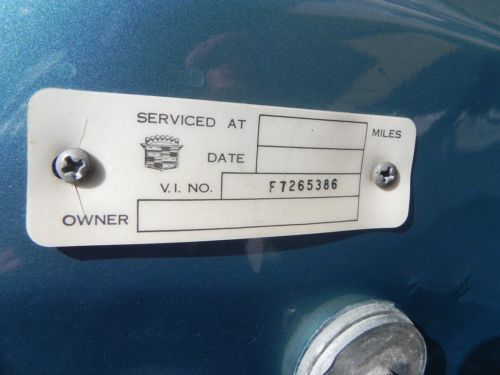 SERVICED AT MILES
DATE
V.I. NO. F7265386
OWNER